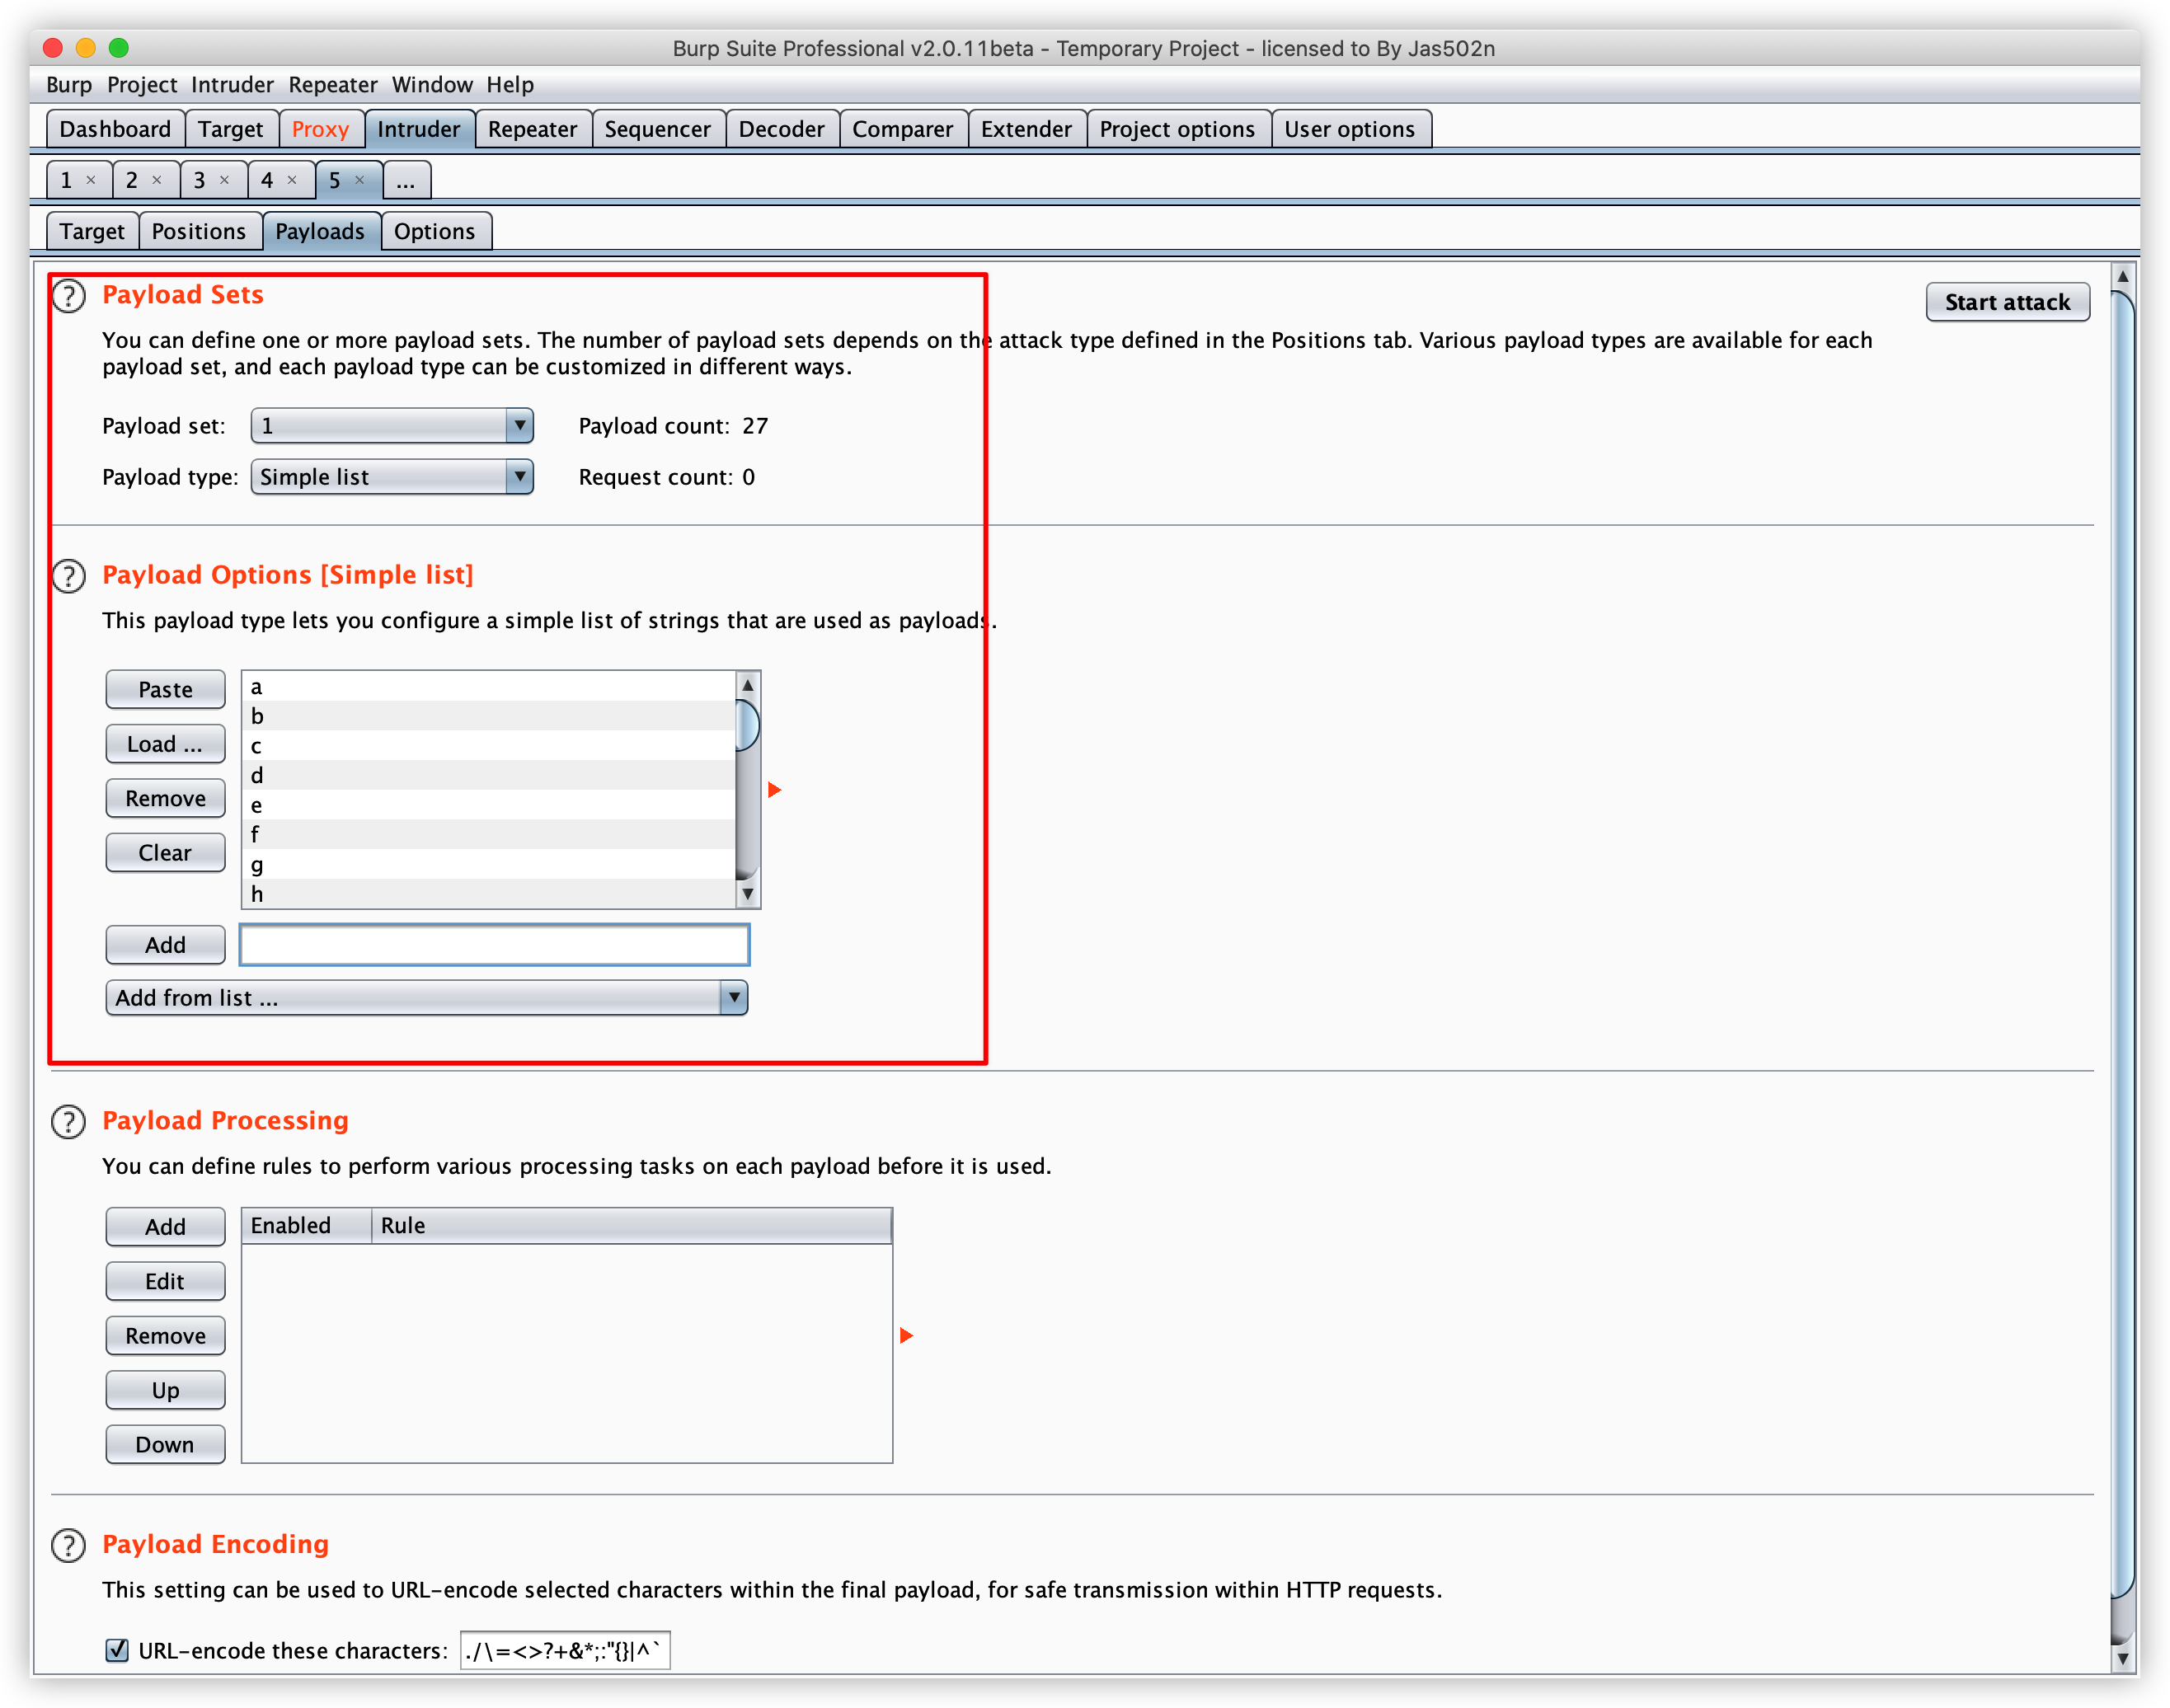 Burp Suite Professional v2.0.11beta - Temporary Project - licensed to By Jas502n
Burp Project Intruder Repeater Window Help
Dashboard Target Proxy Intruder Repeater Sequencer Decoder Comparer Extender Project options User options
1 × 2 × 3 × 4 × 5 × ...
Target Positions Payloads Options
? Payload Sets
Start attack
You can define one or more payload sets. The number of payload sets depends on the attack type defined in the Positions tab. Various payload types are available for each
payload set, and each payload type can be customized in different ways.
Payload set: 1 Payload count: 27
Payload type: Simple list Request count: 0
? Payload Options [Simple list]
This payload type lets you configure a simple list of strings that are used as payloads.
Paste
Load ...
Remove
Clear
a
b
c
d
e
f
g
h
Add
Add from list ...
? Payload Processing
You can define rules to perform various processing tasks on each payload before it is used.
Add
Edit
Remove
Up
Down
Enabled Rule
? Payload Encoding
This setting can be used to URL-encode selected characters within the final payload, for safe transmission within HTTP requests.
URL-encode these characters: ./\=<>?+&*;:"{}|^`